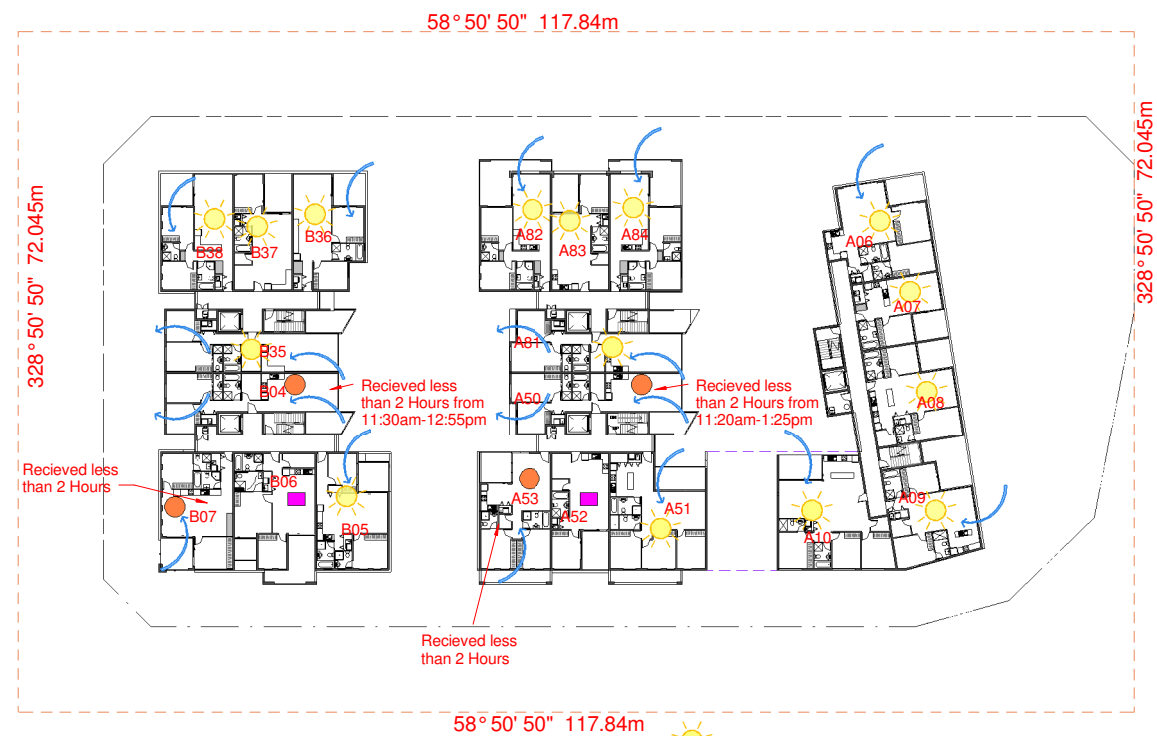 58° 50' 50"  117.84m
328° 50' 50"  72.045m
328° 50' 50"  72.045m
B38
B37
B36
A82
A83
A84
A06
A07
B35
A81
B04
Recieved less
than 2 Hours from
11:30am-12:55pm
A50
Recieved less
than 2 Hours from
11:20am-1:25pm
A08
Recieved less
than 2 Hours
B07
B06
B05
A53
A52
A51
A10
A09
Recieved less
than 2 Hours
58° 50' 50"  117.84m